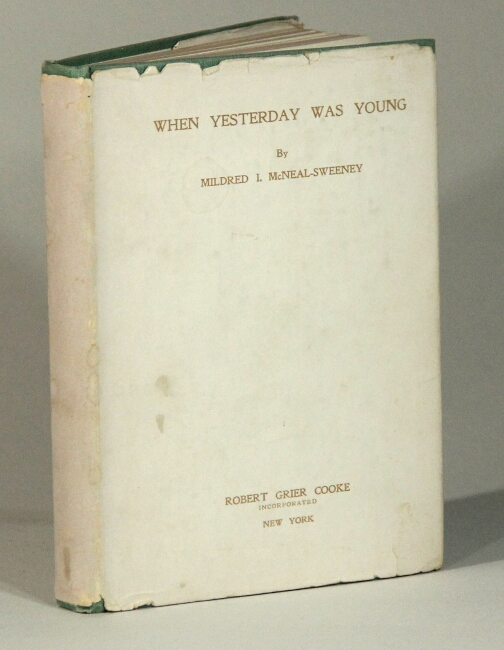 WHEN YESTERDAY WAS YOUNG
By
MILDRED I. McNEAL-SWEENEY
ROBERT GRIER COOKE
INCORPORATED
NEW YORK